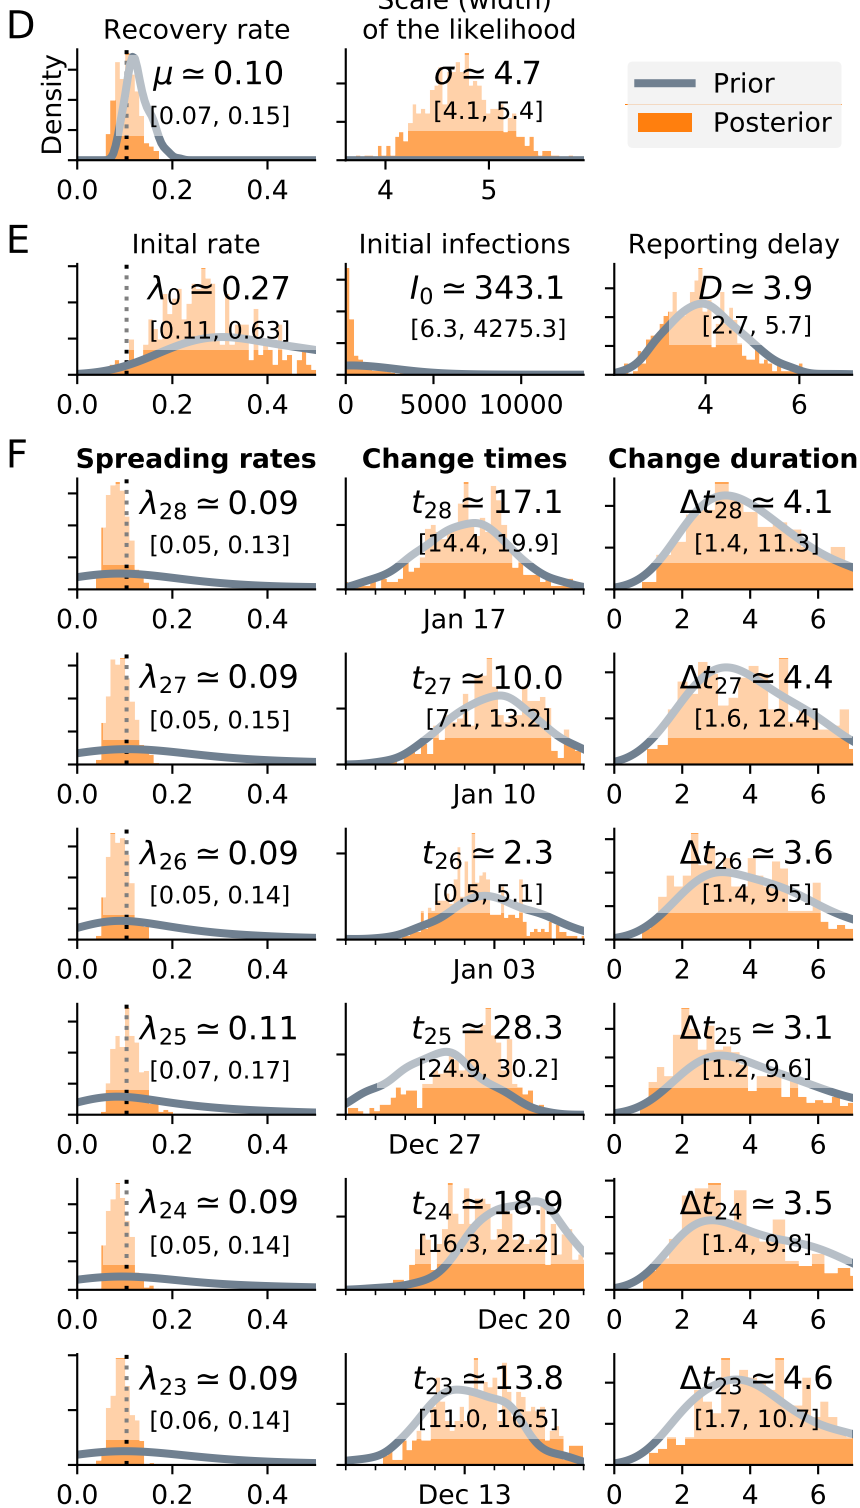 D
Recovery rate
Scale (width)
of the likelihood
Density
μ ≃ 0.10
[0.07, 0.15]
0.0 0.2 0.4
σ ≃ 4.7
[4.1, 5.4]
4 5
Prior
Posterior
E
Inital rate
Initial infections
Reporting delay
λ0 ≃ 0.27
[0.11, 0.63]
0.0 0.2 0.4
I0 ≃ 343.1
[6.3, 4275.3]
0 5000 10000
D ≃ 3.9
[2.7, 5.7]
4 6
F
Spreading rates
Change times
Change duration
λ28 ≃ 0.09
[0.05, 0.13]
0.0 0.2 0.4
t28 ≃ 17.1
[14.4, 19.9]
Jan 17
Δt28 ≃ 4.1
[1.4, 11.3]
0 2 4 6
λ27 ≃ 0.09
[0.05, 0.15]
0.0 0.2 0.4
t27 ≃ 10.0
[7.1, 13.2]
Jan 10
Δt27 ≃ 4.4
[1.6, 12.4]
0 2 4 6
λ26 ≃ 0.09
[0.05, 0.14]
0.0 0.2 0.4
t26 ≃ 2.3
[0.5, 5.1]
Jan 03
Δt26 ≃ 3.6
[1.4, 9.5]
0 2 4 6
λ25 ≃ 0.11
[0.07, 0.17]
0.0 0.2 0.4
t25 ≃ 28.3
[24.9, 30.2]
Dec 27
Δt25 ≃ 3.1
[1.2, 9.6]
0 2 4 6
λ24 ≃ 0.09
[0.05, 0.14]
0.0 0.2 0.4
t24 ≃ 18.9
[16.3, 22.2]
Dec 20
Δt24 ≃ 3.5
[1.4, 9.8]
0 2 4 6
λ23 ≃ 0.09
[0.06, 0.14]
0.0 0.2 0.4
t23 ≃ 13.8
[11.0, 16.5]
Dec 13
Δt23 ≃ 4.6
[1.7, 10.7]
0 2 4 6